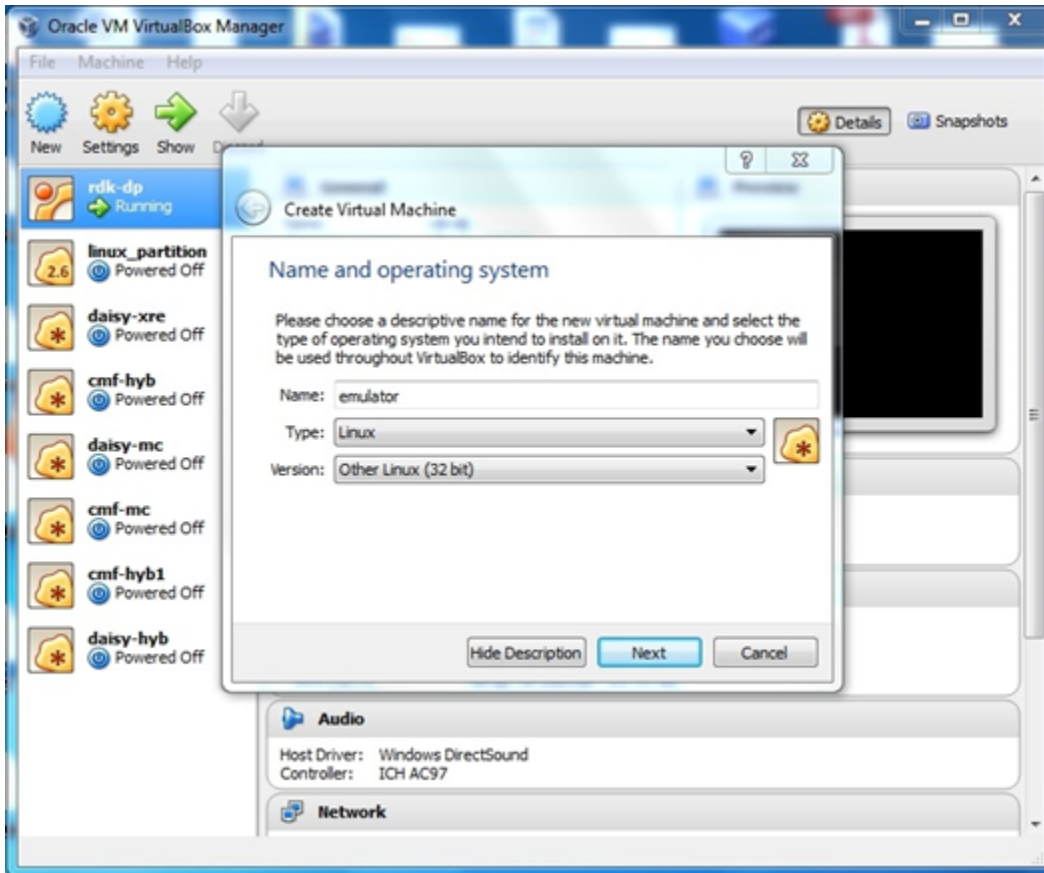 Oracle VM VirtualBox Manager
File Machine Help
New Settings Show
Details Snapshots
rdk-dp
Running
linux_partition
Powered Off
daisy-xre
Powered Off
cmf-hyb
Powered Off
daisy-mc
Powered Off
cmf-mc
Powered Off
cmf-hyb1
Powered Off
daisy-hyb
Powered Off
2.6
General
Preview
Create Virtual Machine
Name and operating system
Please choose a descriptive name for the new virtual machine and select the
type of operating system you intend to install on it. The name you choose will
be used throughout VirtualBox to identify this machine.
Name: emulator
Type: Linux
Version: Other Linux (32 bit)
Hide Description Next Cancel
Audio
Host Driver: Windows DirectSound
Controller: ICH AC97
Network